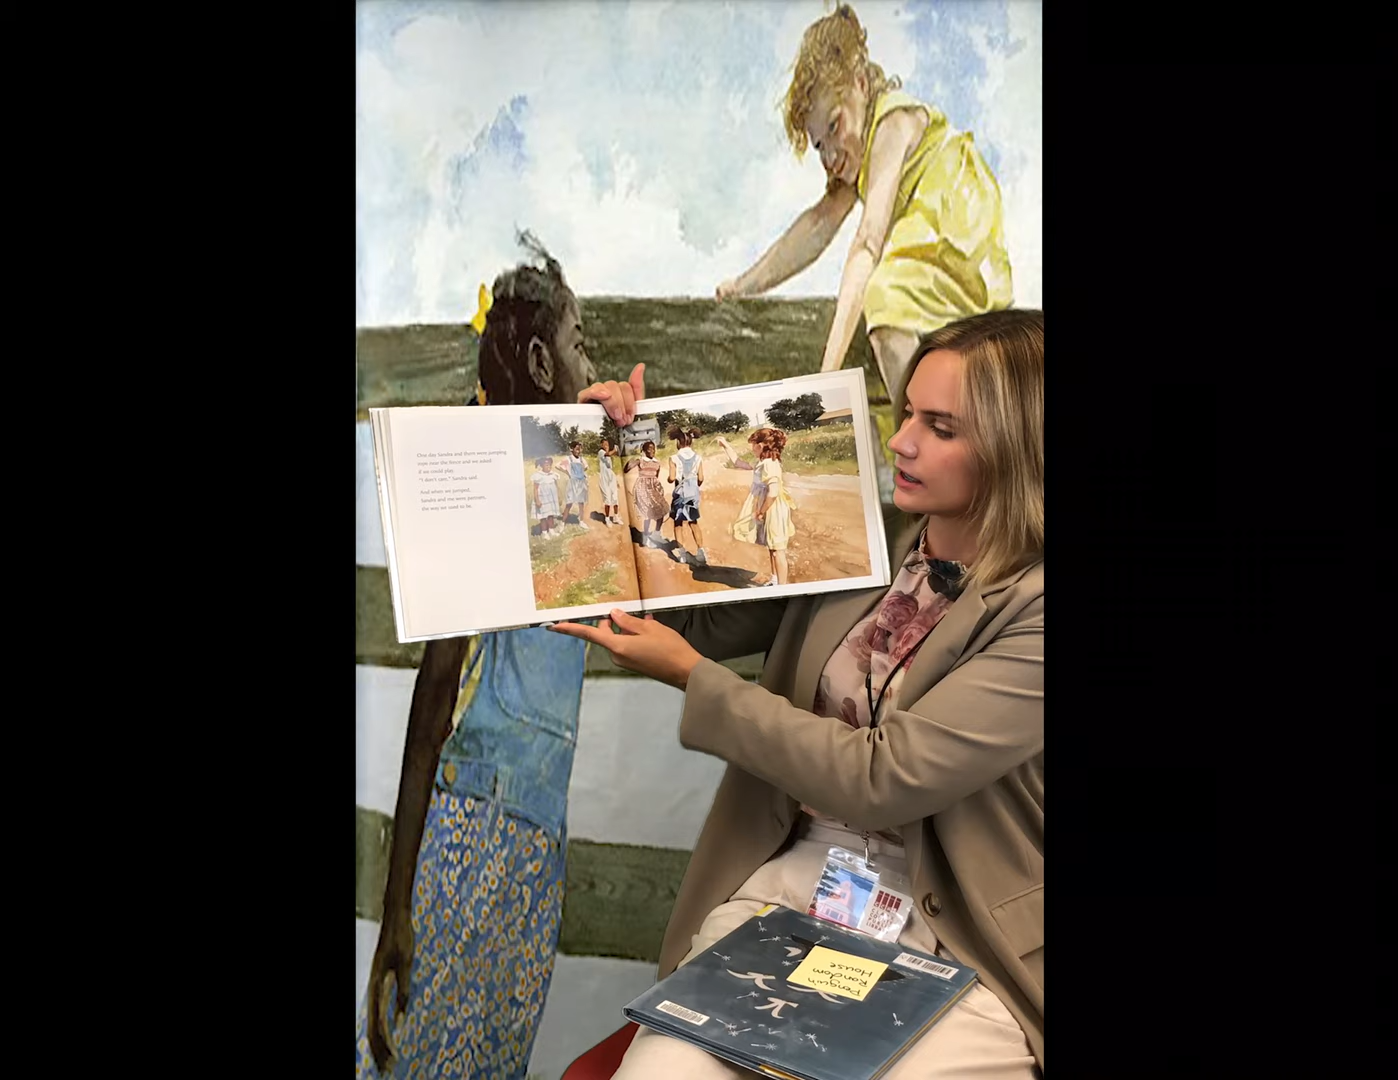 One day Sandra and them were jumping
rope near the fence and we asked
if we could play.
"I don't care," Sandra said.
And when we jumped,
Sandra and me were partners,
the way we used to be.
Penguin
Random
House